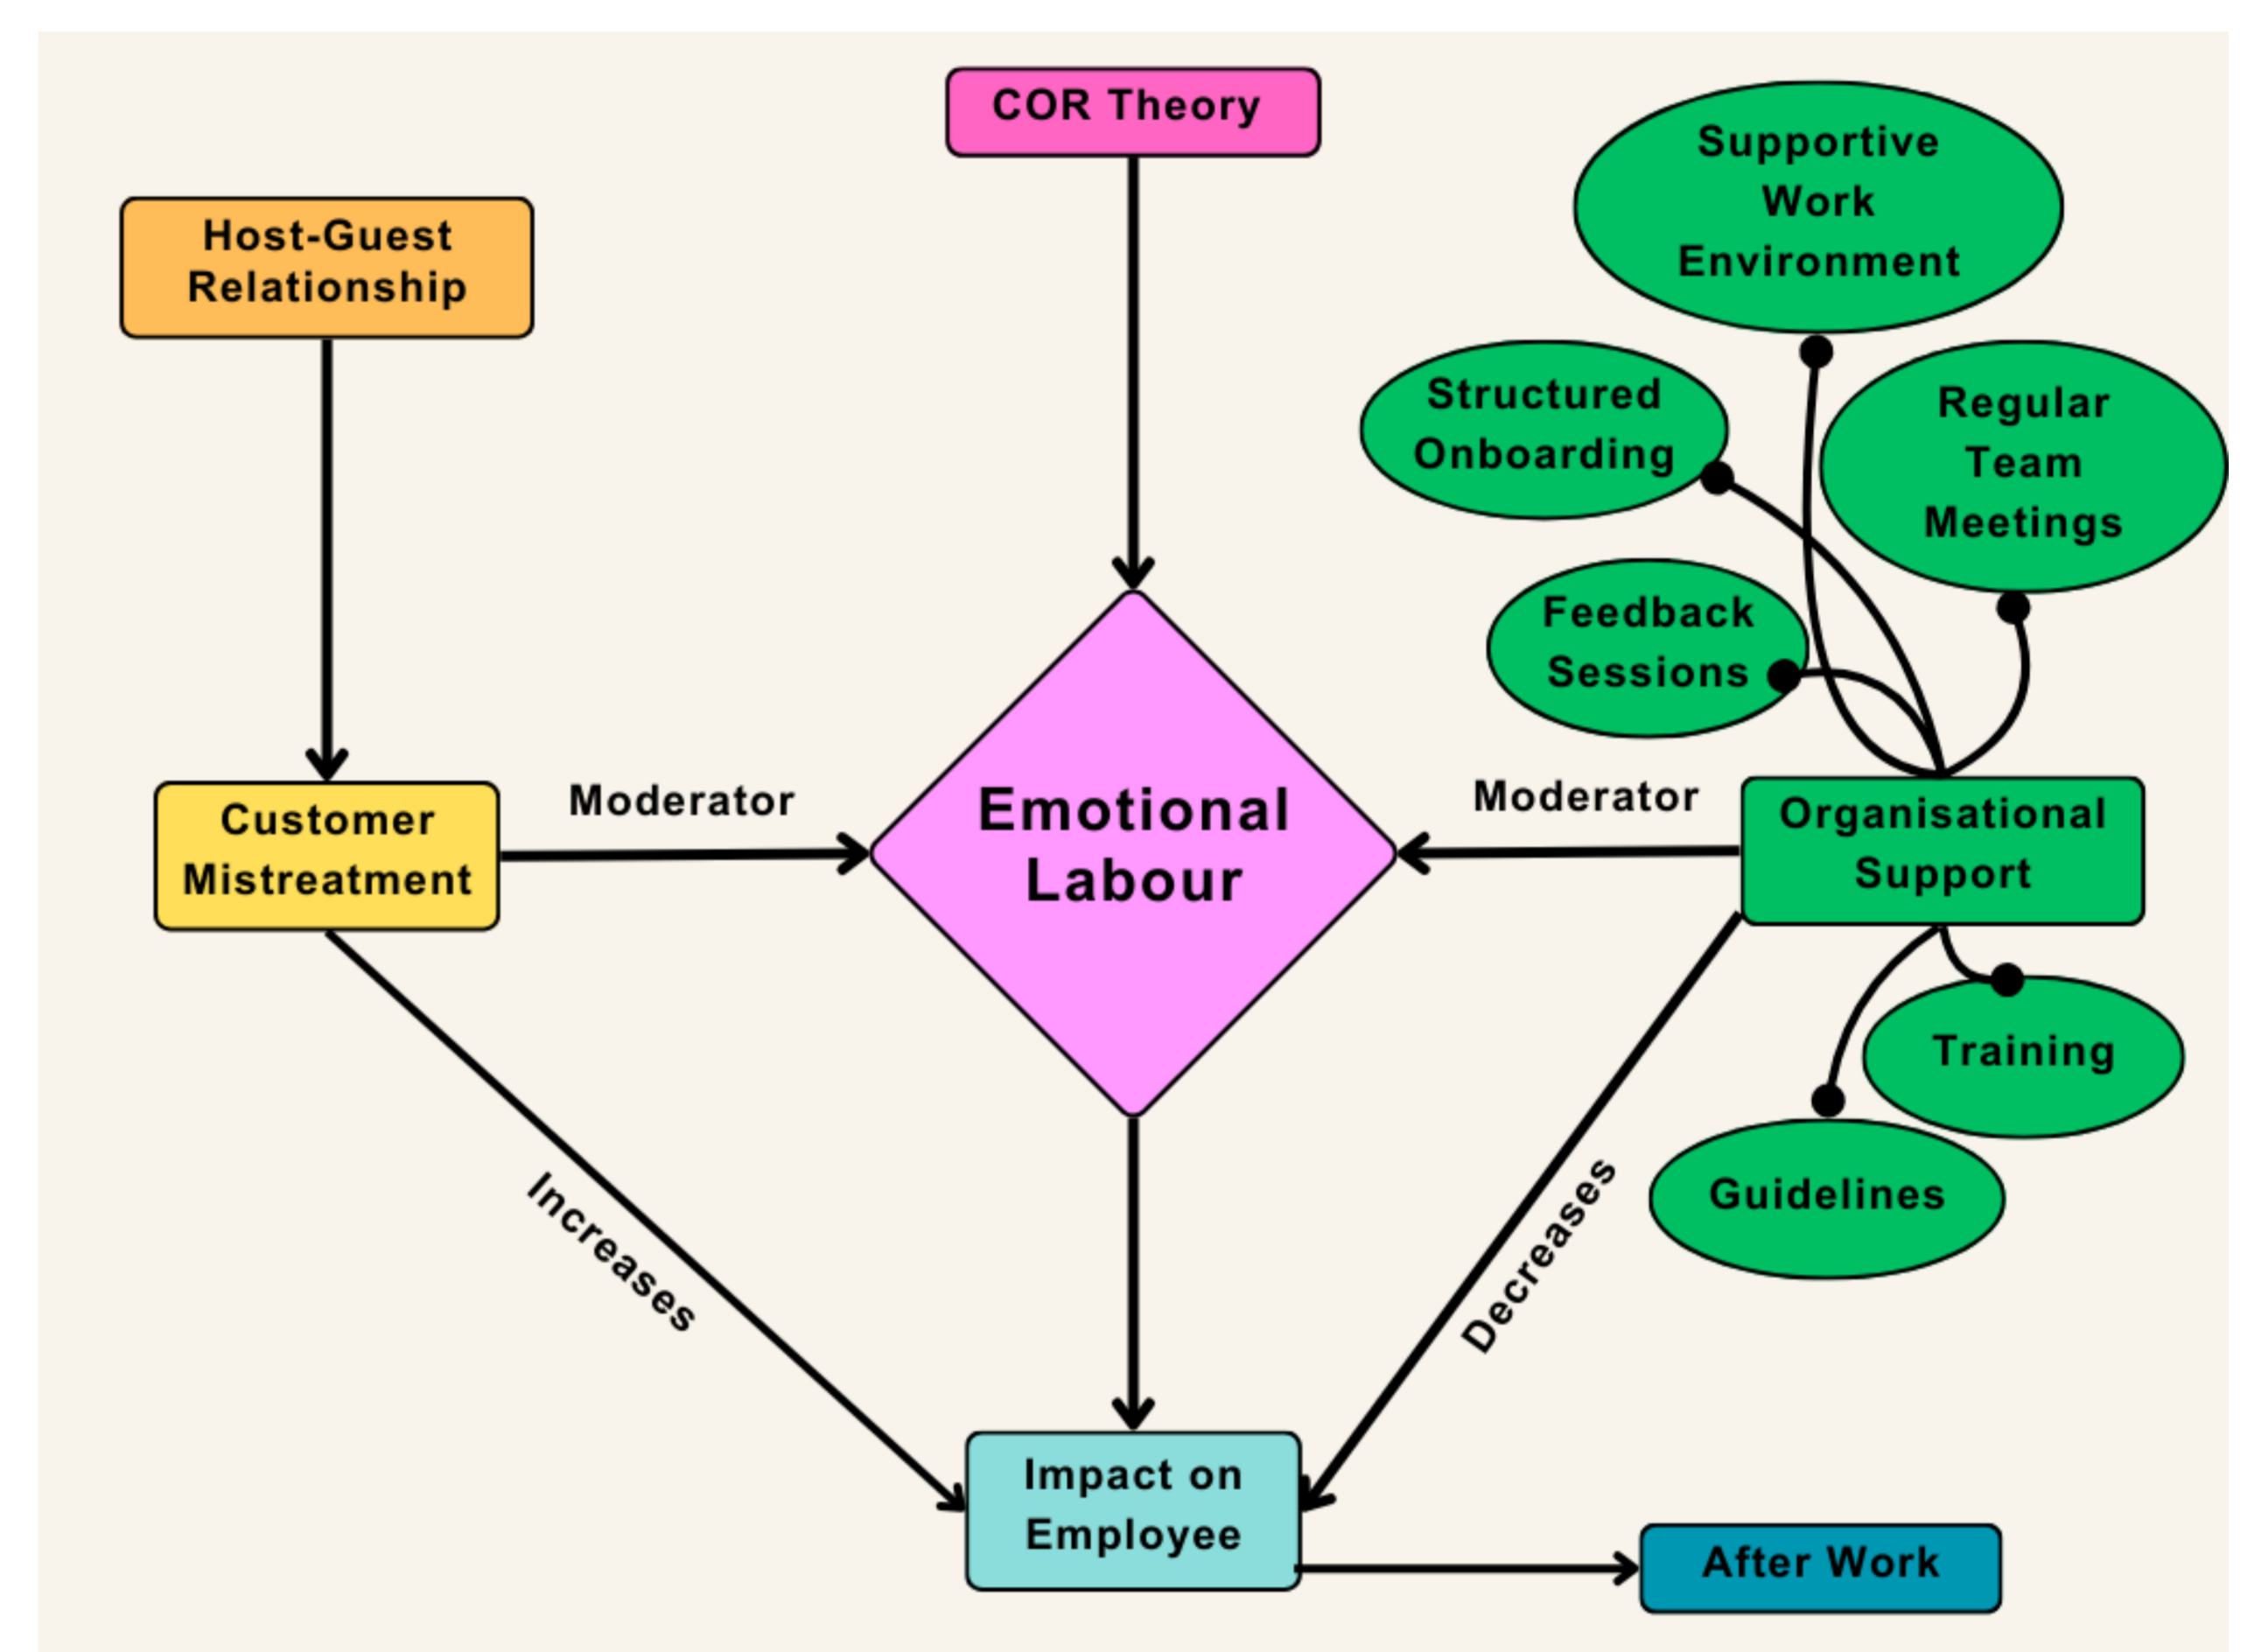 COR Theory
Supportive
Work
Environment
Host-Guest
Relationship
Structured
Onboarding
Regular
Team
Meetings
Feedback
Sessions
Customer
Mistreatment
Moderator
Emotional
Labour
Moderator
Organisational
Support
Training
Guidelines
Increases
Decreases
Impact on
Employee
After Work